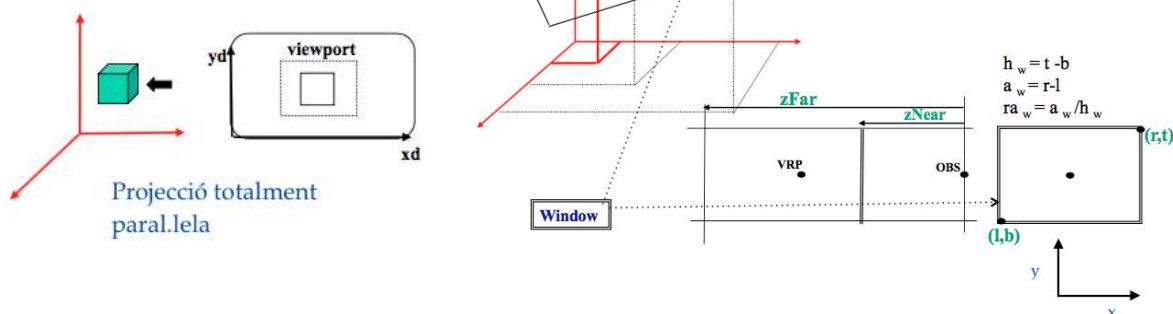 yd
viewport
xd
Projecció totalment
paral.lela
zFar
zNear
VRP
OBS
Window
h w = t -b
a w = r-l
ra w = a w /h w
(r,t)
(l,b)
y
x